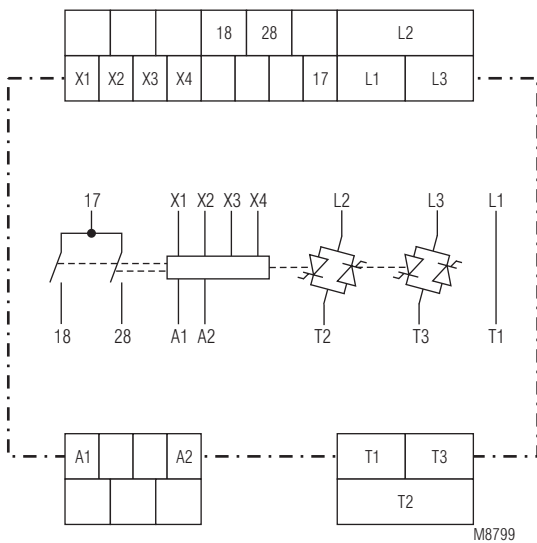 18 28 L2
X1 X2 X3 X4 17 L1 L3
17 X1 X2 X3 X4 L2 L3 L1
18 28 A1 A2 T2 T3 T1
A1 A2 T1 T3
T2
M8799